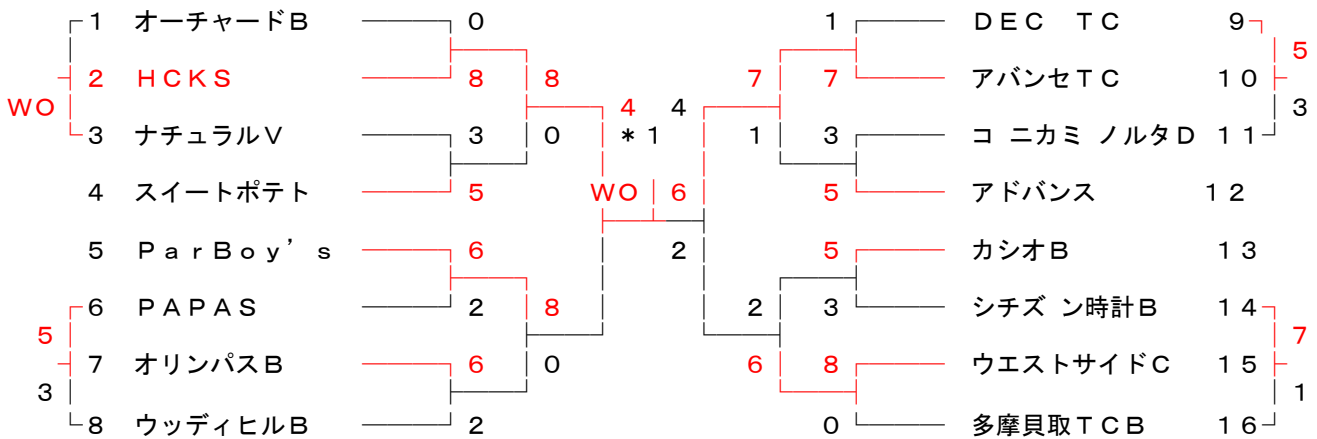 1 オーチャードB 0 1 DEC TC 9
5
2 HCKS 8 8 7 7 アバンセTC 10
WO 4 4 3
3 ナチュラルV 3 0 *1 1 3 コニカミノルタD 11
4 スイートポテト 5 WO 6 5 アドバンス 12
5 ParBoy's 6 2 5 カシオB 13
6 PAPAS 2 8 2 3 シチズン時計B 14
5 7
7 オリンパスB 6 0 6 8 ウエストサイドC 15
3 1
8 ウッディヒルB 2 0 多摩貝取TCB 16